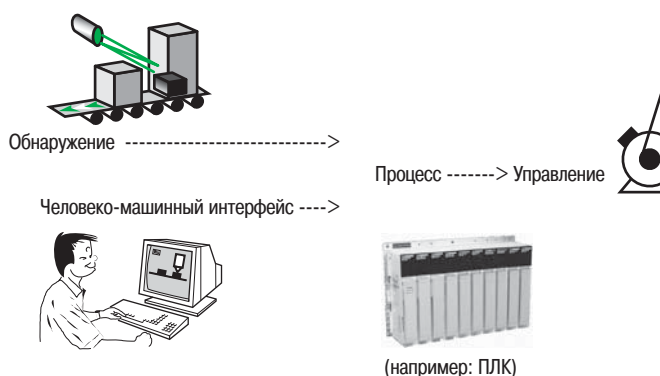 Обнаружение ----------------------------->
Процесс -------> Управление
Человеко-машинный интерфейс ---->
(например: ПЛК)